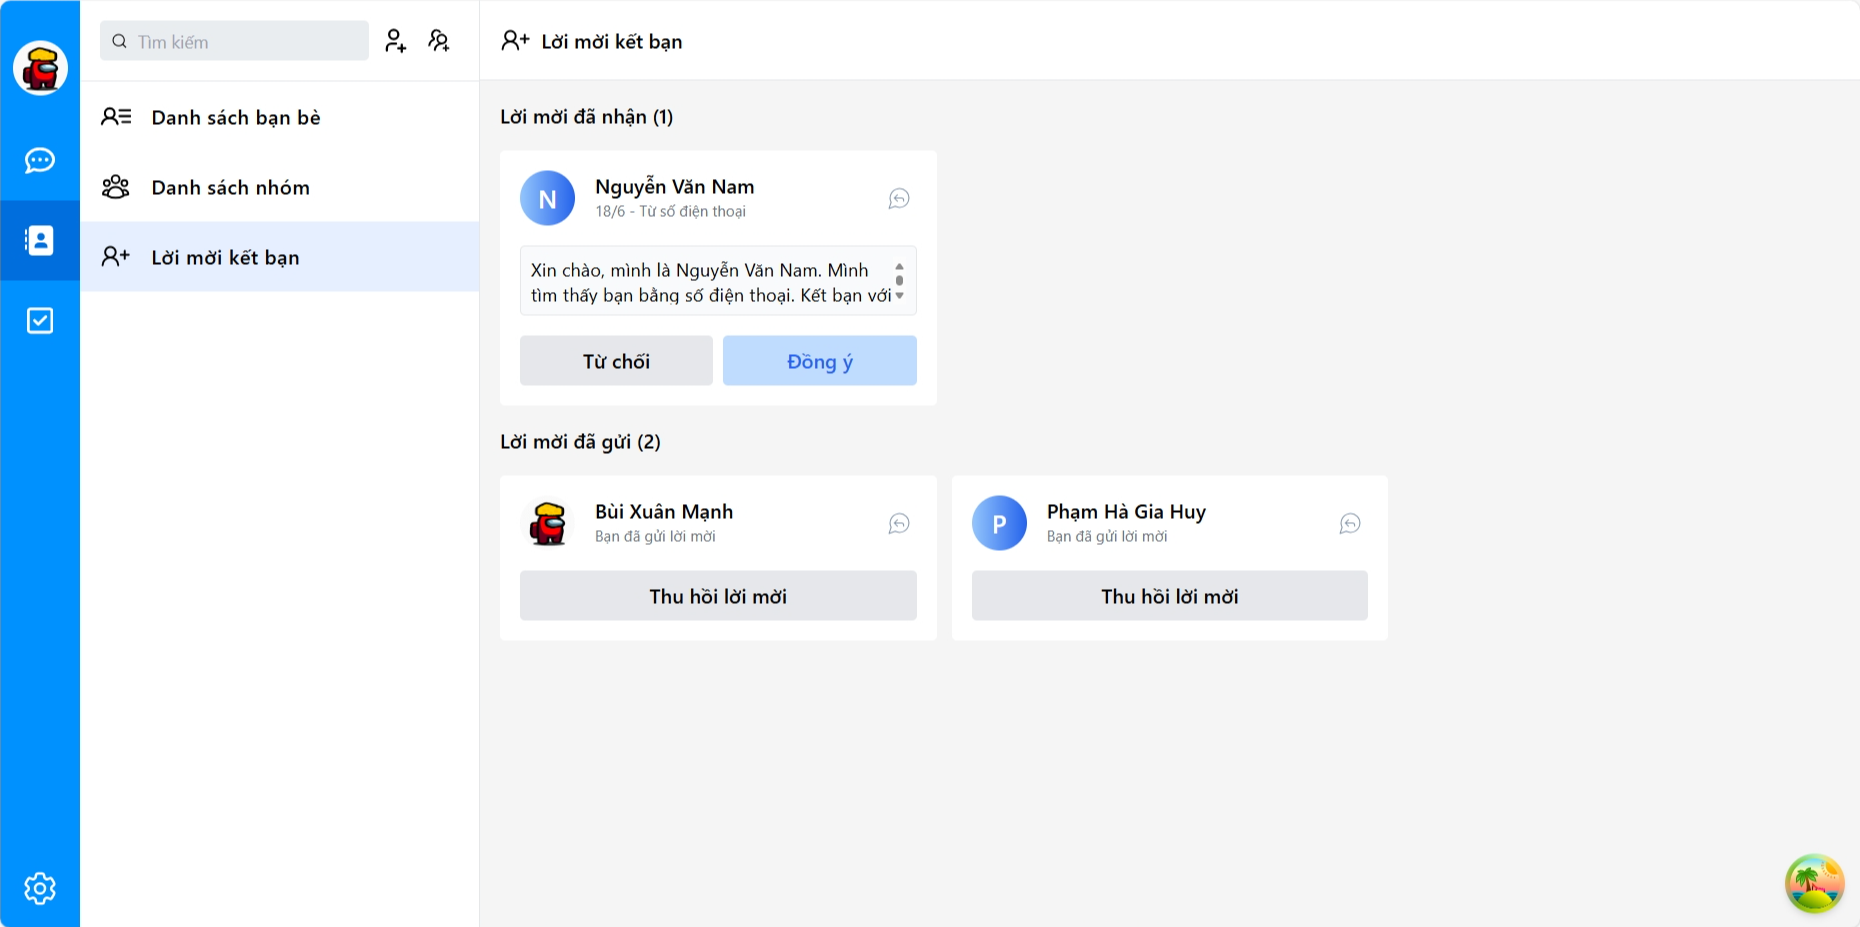 Tìm kiếm
Danh sách bạn bè
Danh sách nhóm
Lời mời kết bạn
Lời mời kết bạn
Lời mời đã nhận (1)
N
Nguyễn Văn Nam
18/6 - Từ số điện thoại
Xin chào, mình là Nguyễn Văn Nam. Mình
tìm thấy bạn bằng số điện thoại. Kết bạn với
Từ chối
Đồng ý
Lời mời đã gửi (2)
Bùi Xuân Mạnh
Bạn đã gửi lời mời
Thu hồi lời mời
P
Phạm Hà Gia Huy
Bạn đã gửi lời mời
Thu hồi lời mời